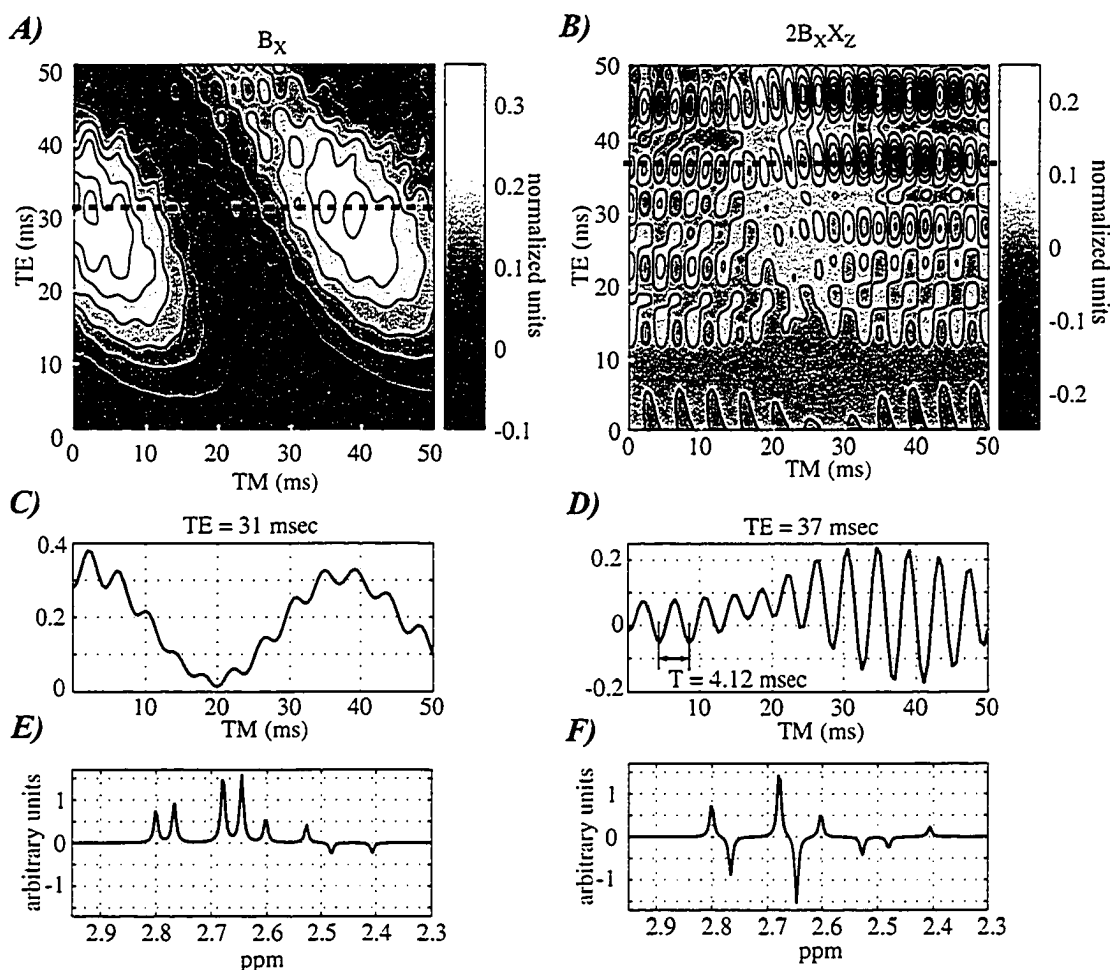 A)
B_X
50
40
30
20
10
0
TE (ms)
0 10 20 30 40 50
TM (ms)
0.3
0.2
0.1
0
-0.1
normalized units
B)
2B_XX_Z
50
40
30
20
10
0
TE (ms)
0 10 20 30 40 50
TM (ms)
0.2
0.1
0
-0.1
-0.2
normalized units
C)
TE = 31 msec
0.4
0.2
0
0 10 20 30 40 50
TM (ms)
D)
TE = 37 msec
0.2
0
-0.2
T = 4.12 msec
0 10 20 30 40 50
TM (ms)
E)
arbitrary units
1
0
-1
2.9 2.8 2.7 2.6 2.5 2.4 2.3
ppm
F)
arbitrary units
1
0
-1
2.9 2.8 2.7 2.6 2.5 2.4 2.3
ppm